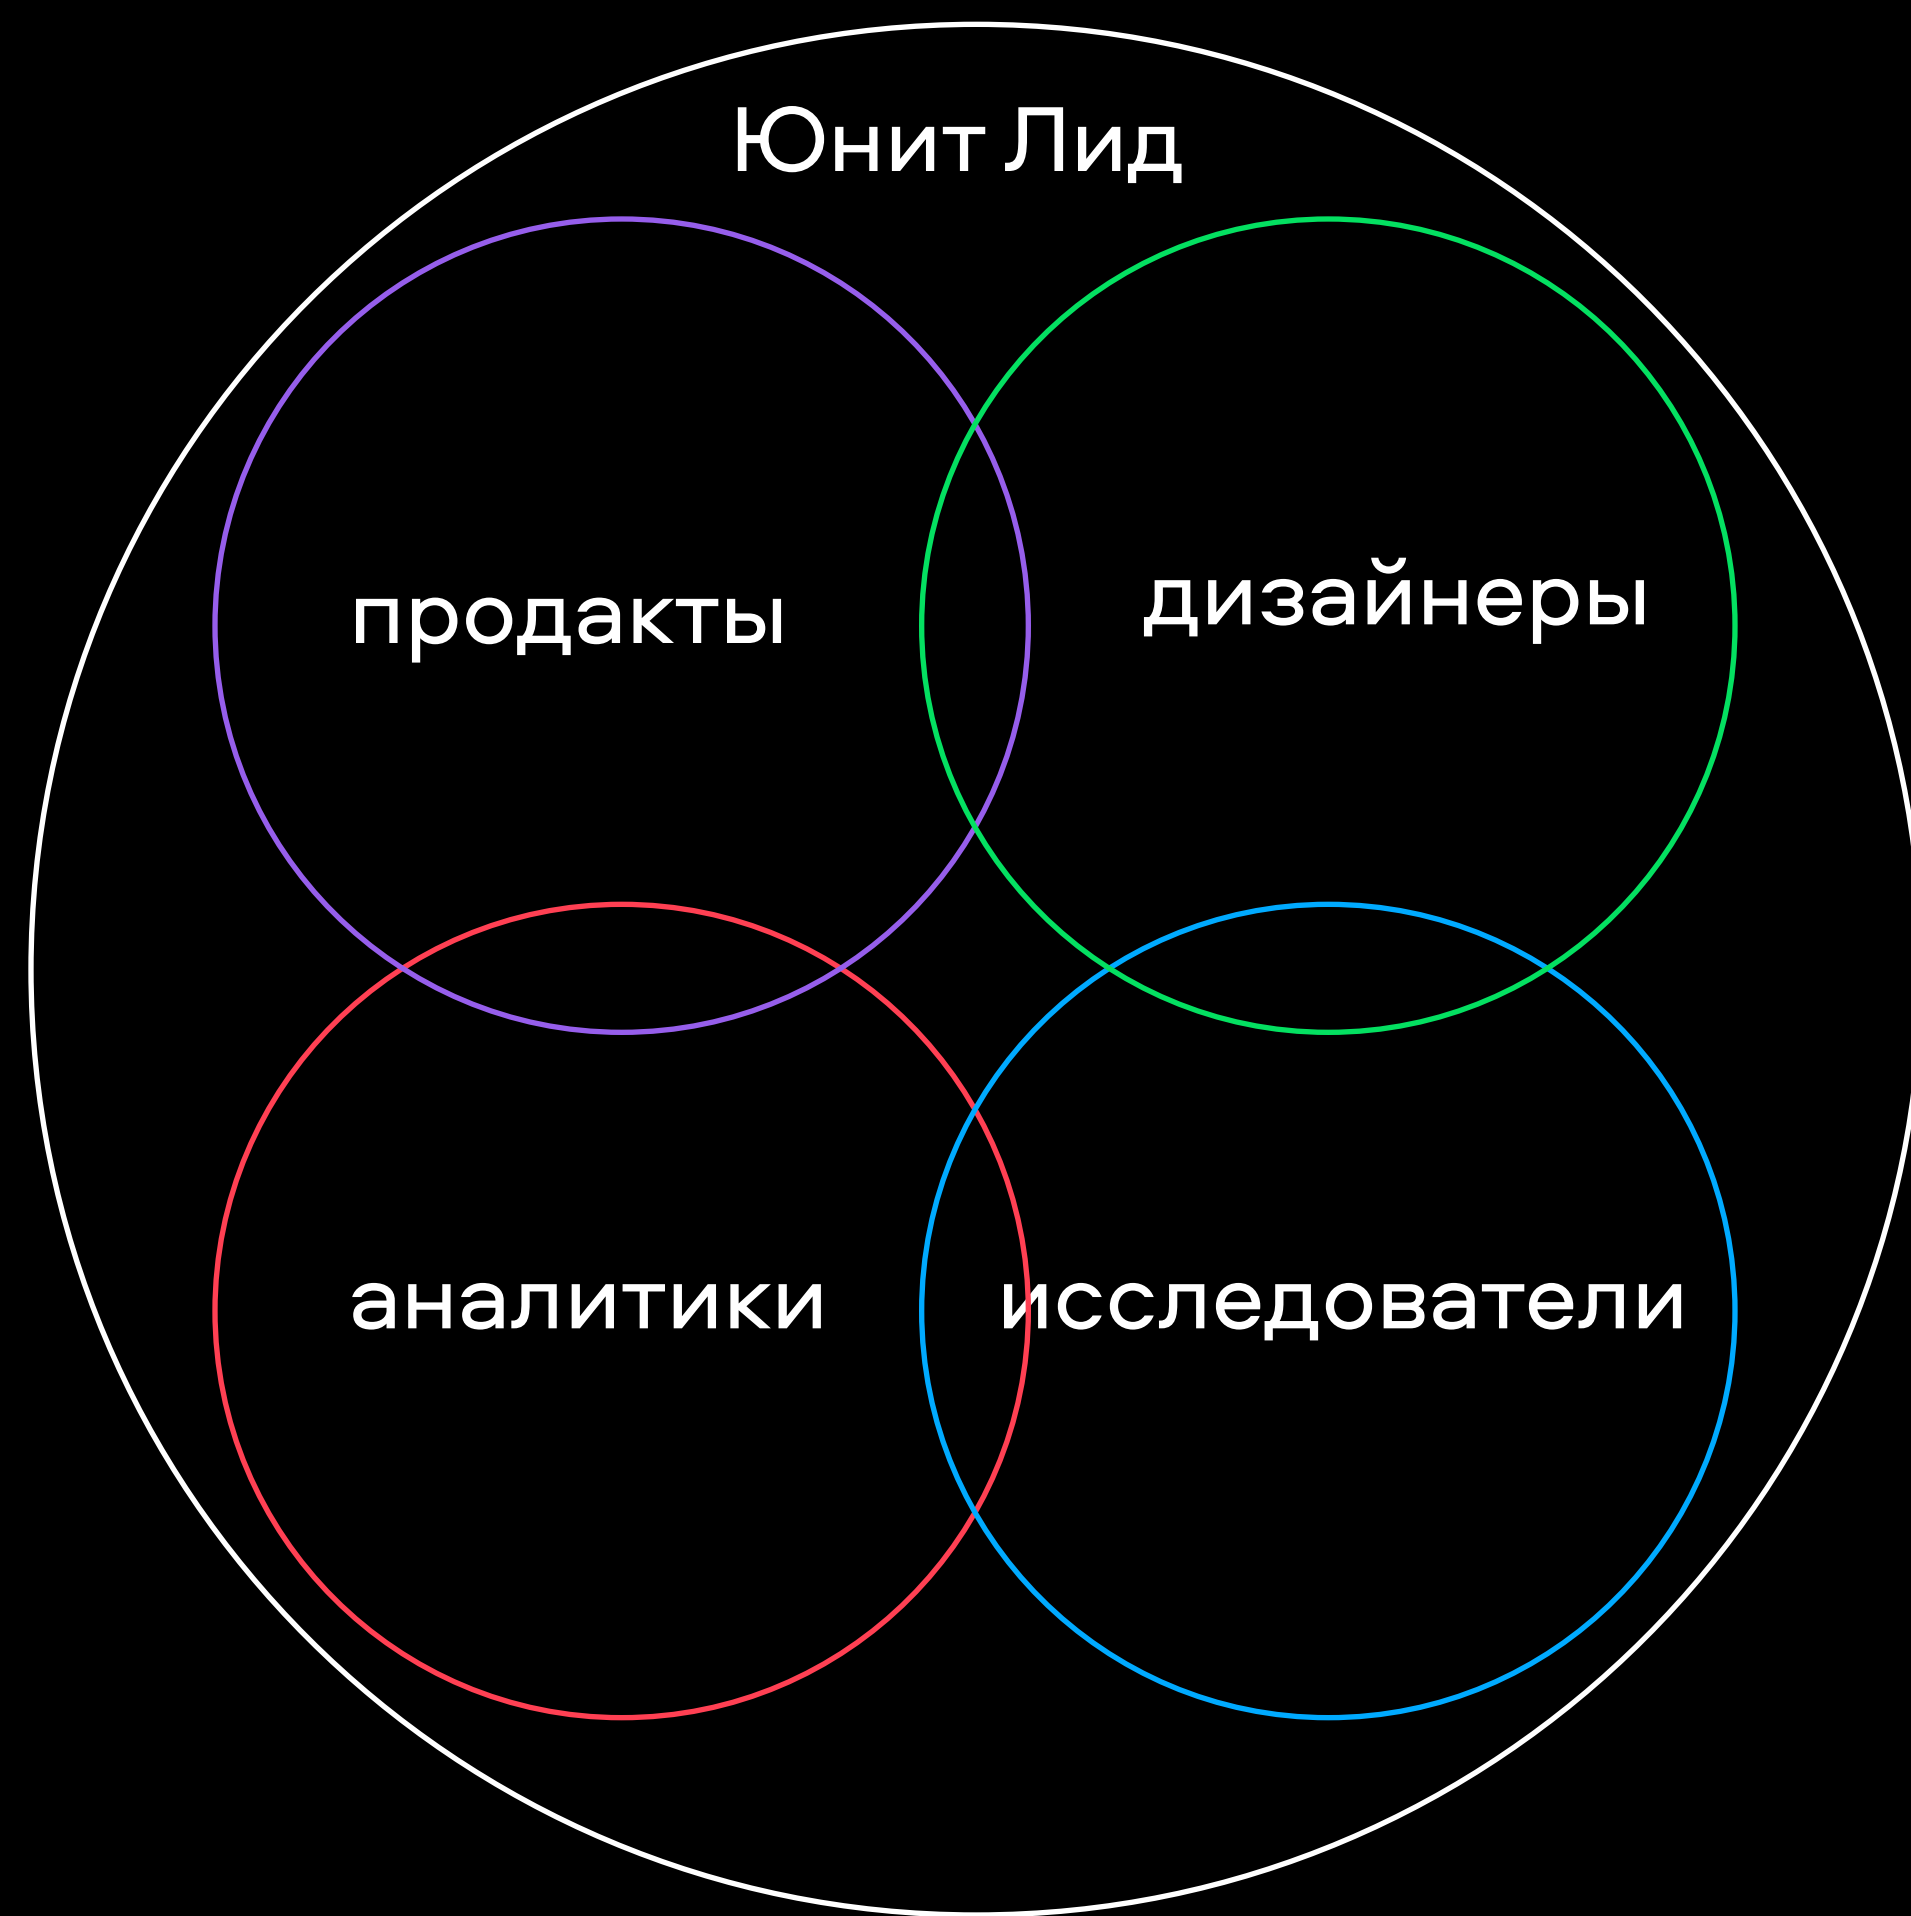 Юнит Лид
продакты
дизайнеры
аналитики
исследователи